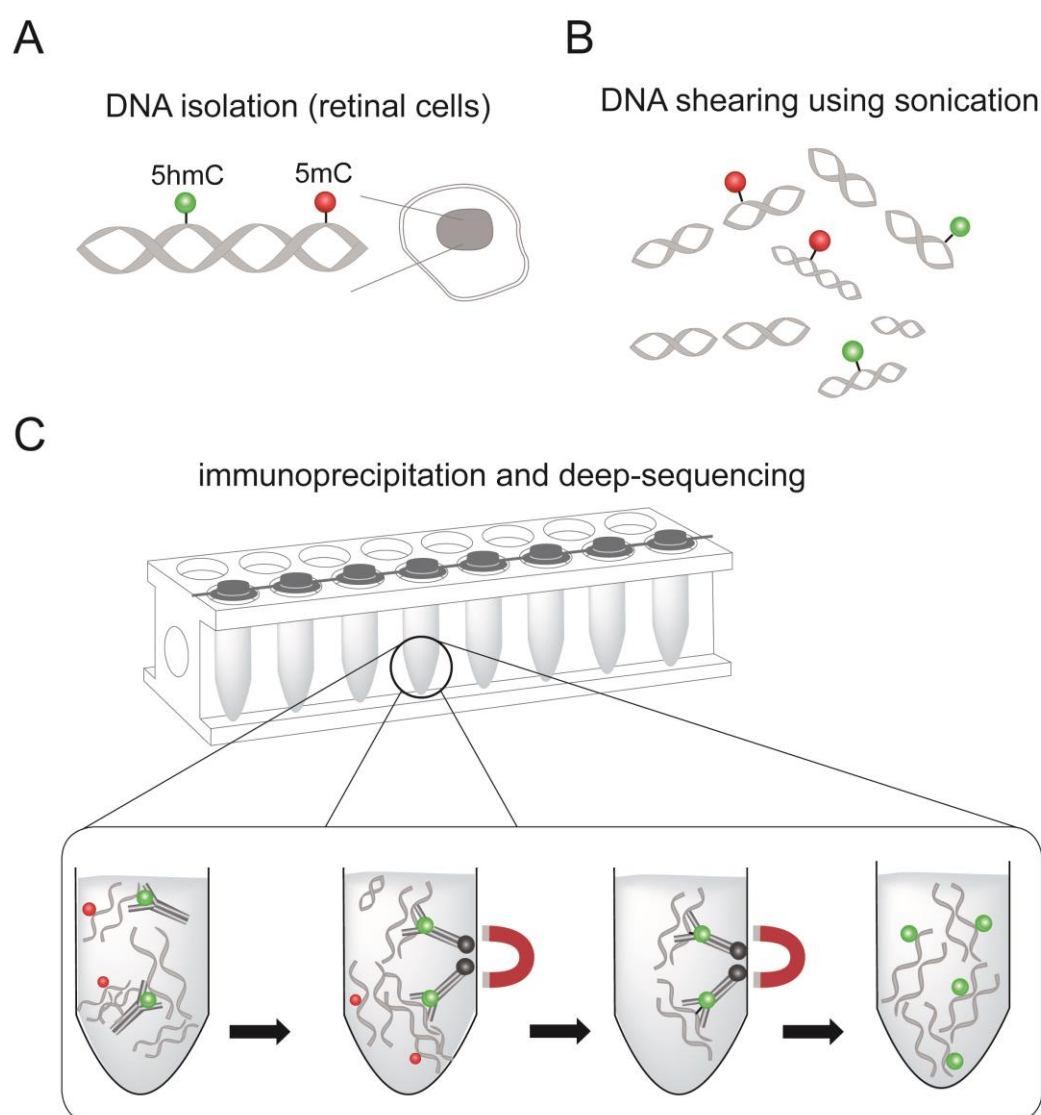 A
DNA isolation (retinal cells)
5hmC 5mC
B
DNA shearing using sonication
C
immunoprecipitation and deep-sequencing